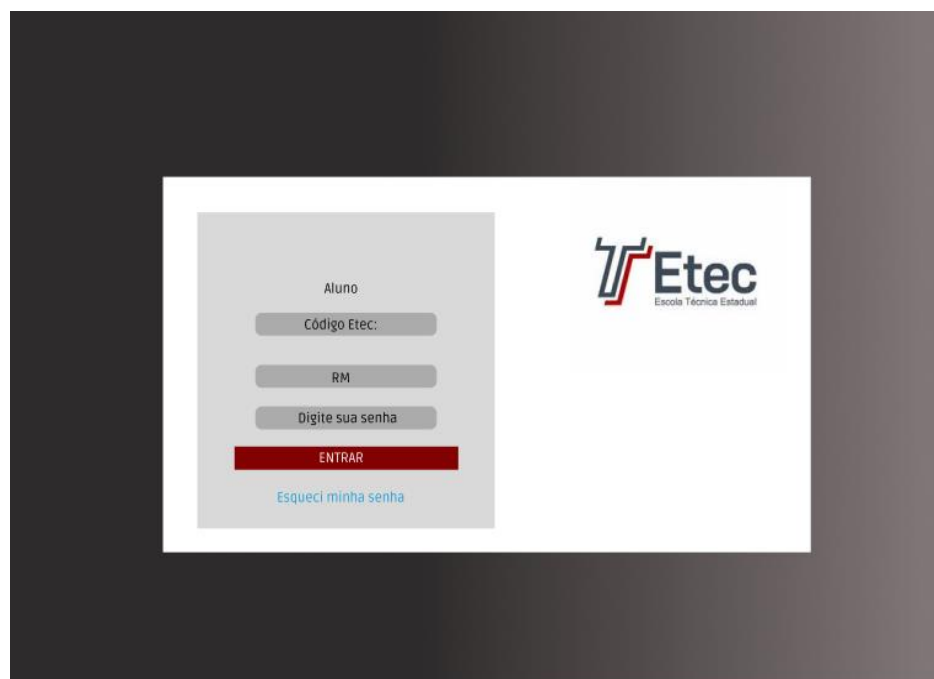 Aluno
Código Etec:
RM
Digite sua senha
ENTRAR
Esqueci minha senha
Etec
Escola Técnica Estadual